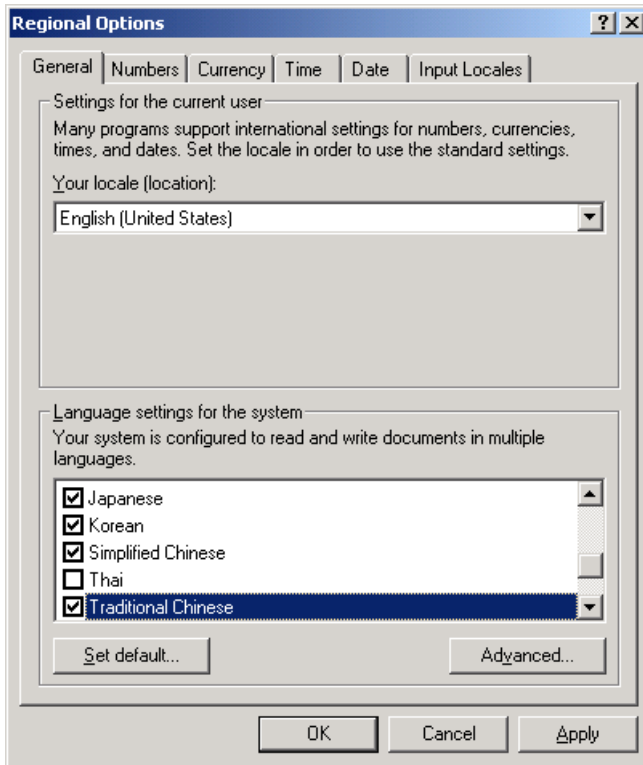 Regional Options
General Numbers Currency Time Date Input Locales
Settings for the current user
Many programs support international settings for numbers, currencies,
times, and dates. Set the locale in order to use the standard settings.
Your locale (location):
English (United States)
Language settings for the system
Your system is configured to read and write documents in multiple
languages.
Japanese
Korean
Simplified Chinese
Thai
Traditional Chinese
Set default... Advanced...
OK Cancel Apply